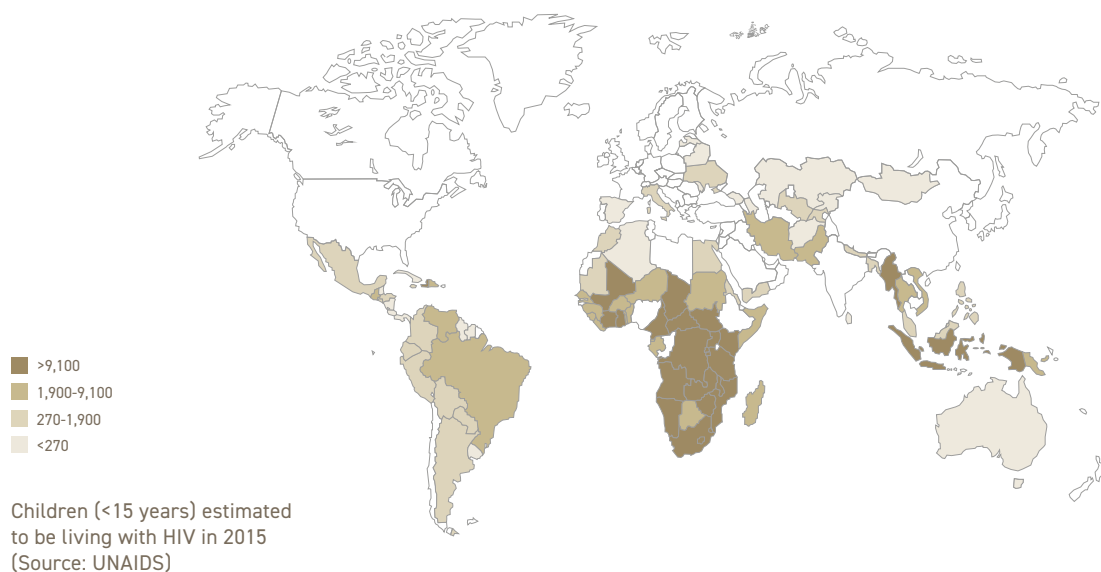 >9,100
1,900-9,100
270-1,900
<270
Children (<15 years) estimated
to be living with HIV in 2015
(Source: UNAIDS)